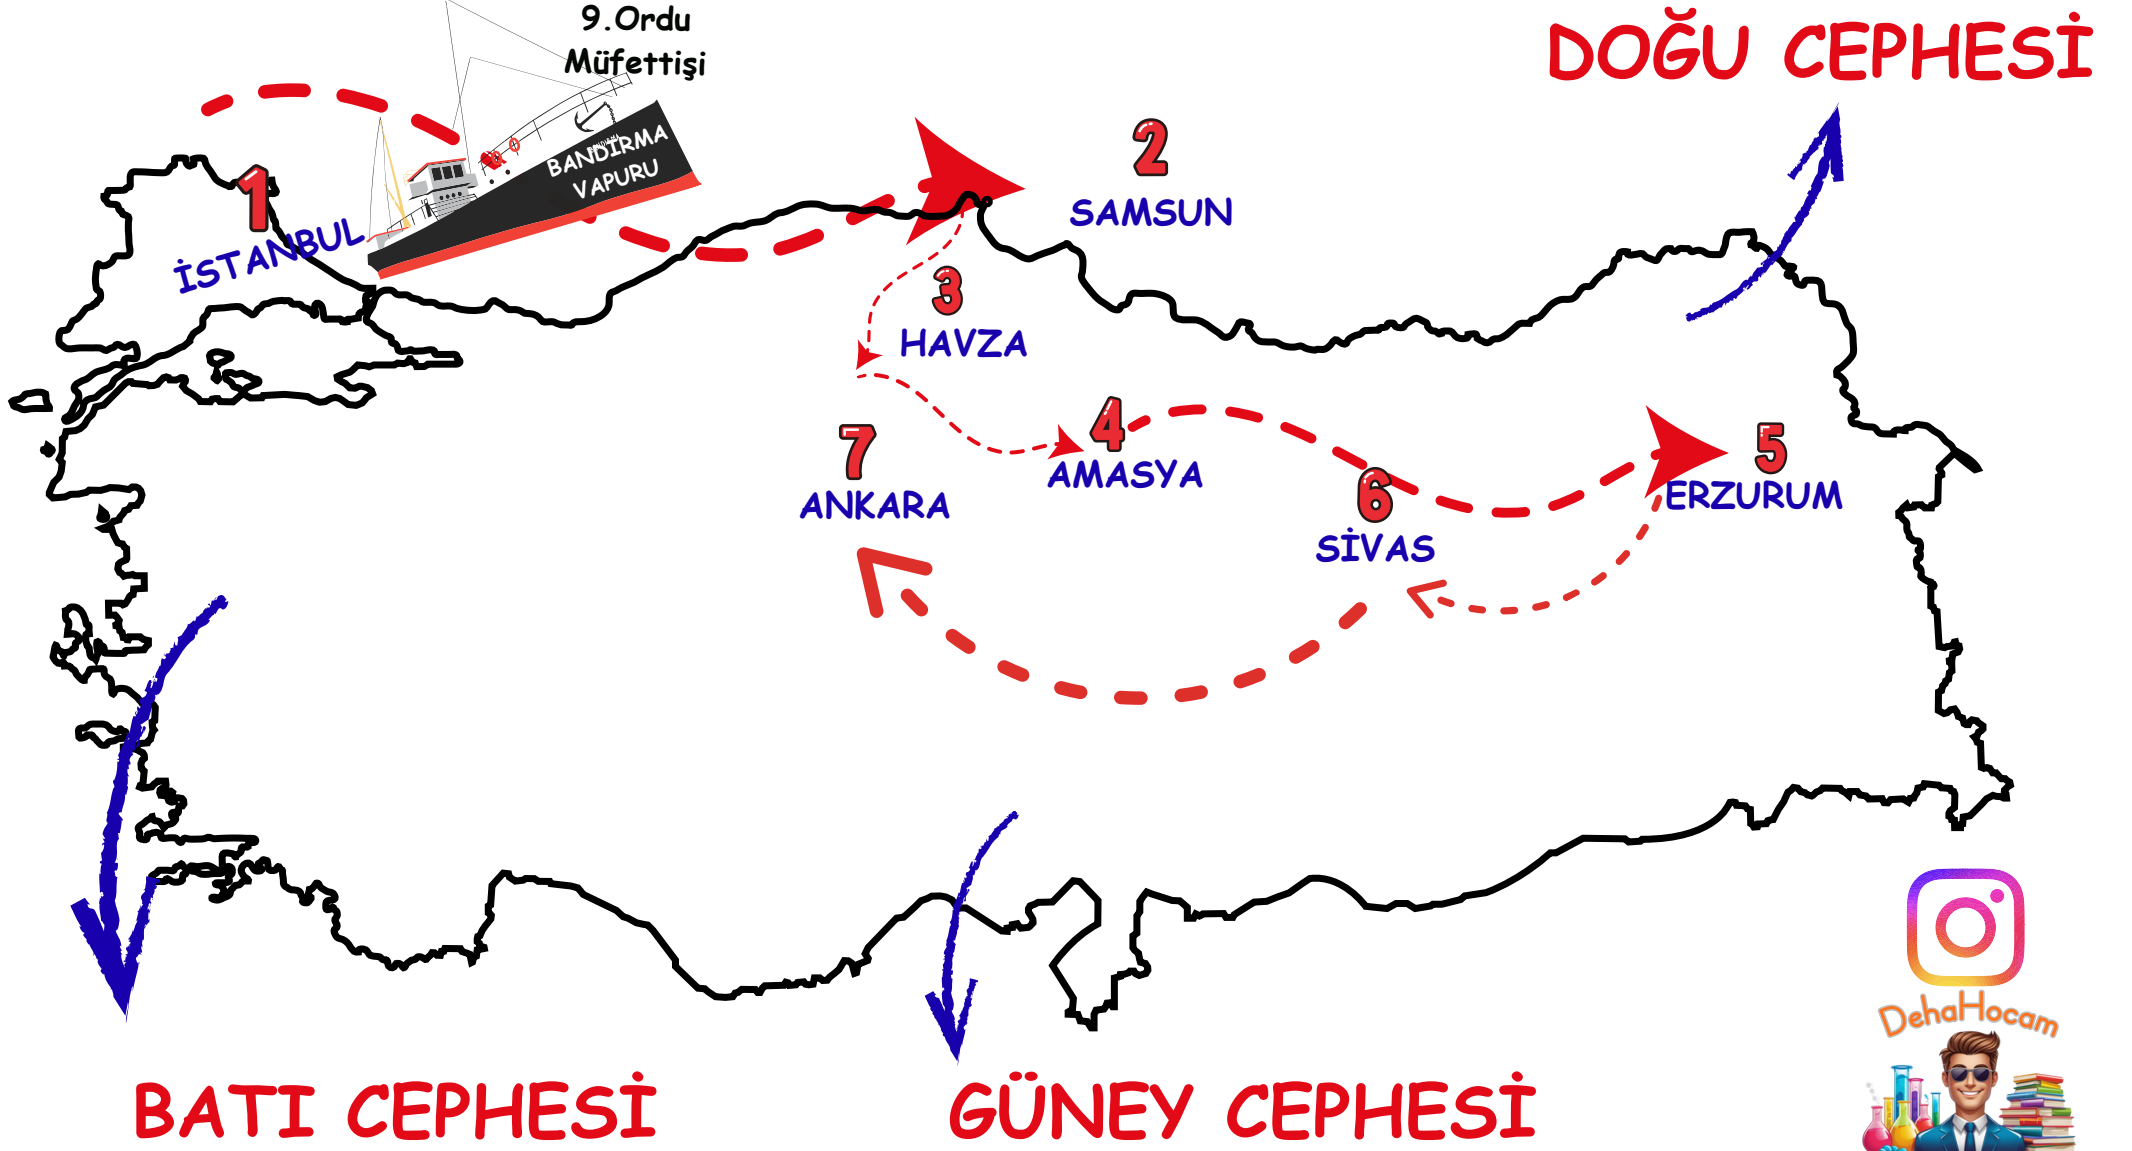 9.Ordu
Müfettişi
DOĞU CEPHESİ
BANDIRMA
VAPURU
1
İSTANBUL
2
SAMSUN
3
HAVZA
4
AMASYA
5
ERZURUM
6
SİVAS
7
ANKARA
DehaHocam
BATI CEPHESİ
GÜNEY CEPHESİ